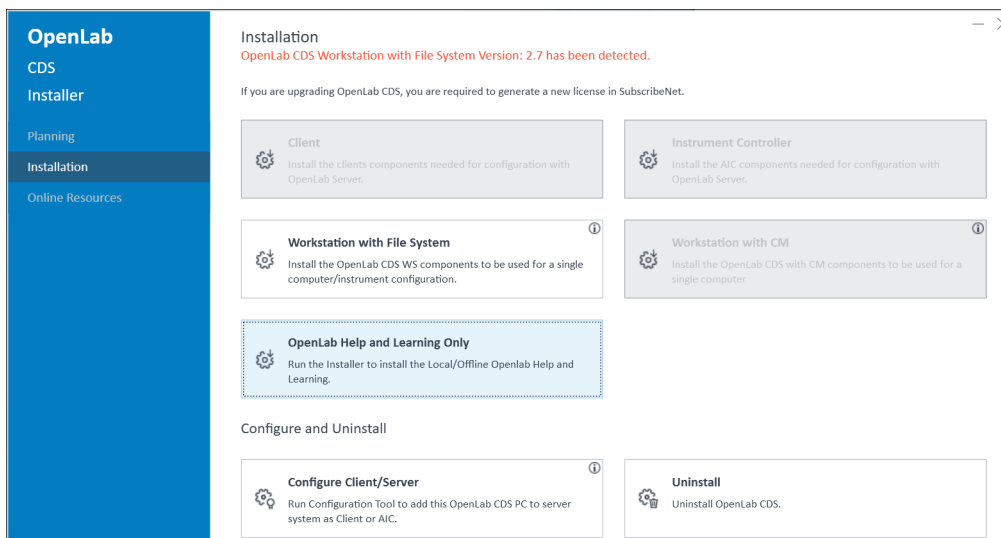 OpenLab
CDS
Installer
Planning
Installation
Online Resources
Installation
OpenLab CDS Workstation with File System Version: 2.7 has been detected.
If you are upgrading OpenLab CDS, you are required to generate a new license in SubscribeNet.
Client
Install the clients components needed for configuration with
OpenLab Server.
Instrument Controller
Install the AIC components needed for configuration with
OpenLab Server.
Workstation with File System
Install the OpenLab CDS WS components to be used for a single
computer/instrument configuration.
Workstation with CM
Install the OpenLab CDS with CM components to be used for a
single computer
OpenLab Help and Learning Only
Run the Installer to install the Local/Offline Openlab Help and
Learning.
Configure and Uninstall
Configure Client/Server
Run Configuration Tool to add this OpenLab CDS PC to server
system as Client or AIC.
Uninstall
Uninstall OpenLab CDS.